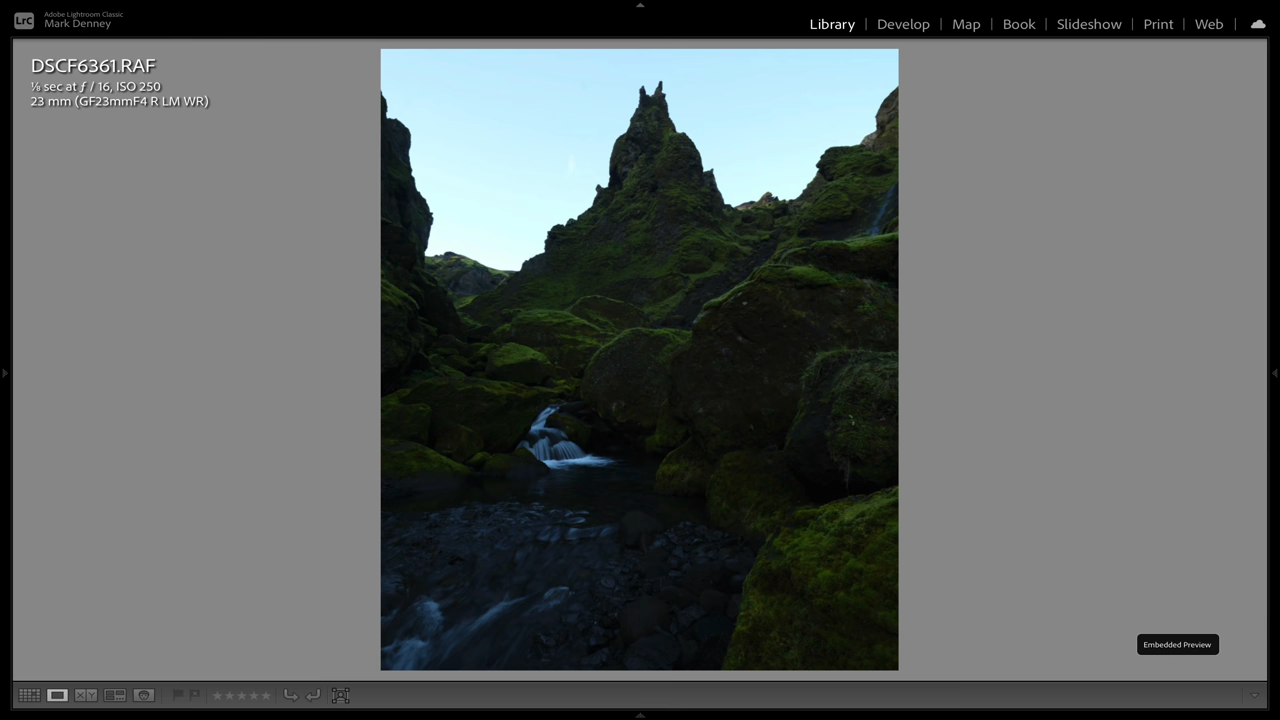 LrC
Adobe Lightroom Classic
Mark Denney
Library | Develop | Map | Book | Slideshow | Print | Web
DSCF6361.RAF
⅛ sec at ƒ / 16, ISO 250
23 mm (GF23mmF4 R LM WR)
Embedded Preview
X Y